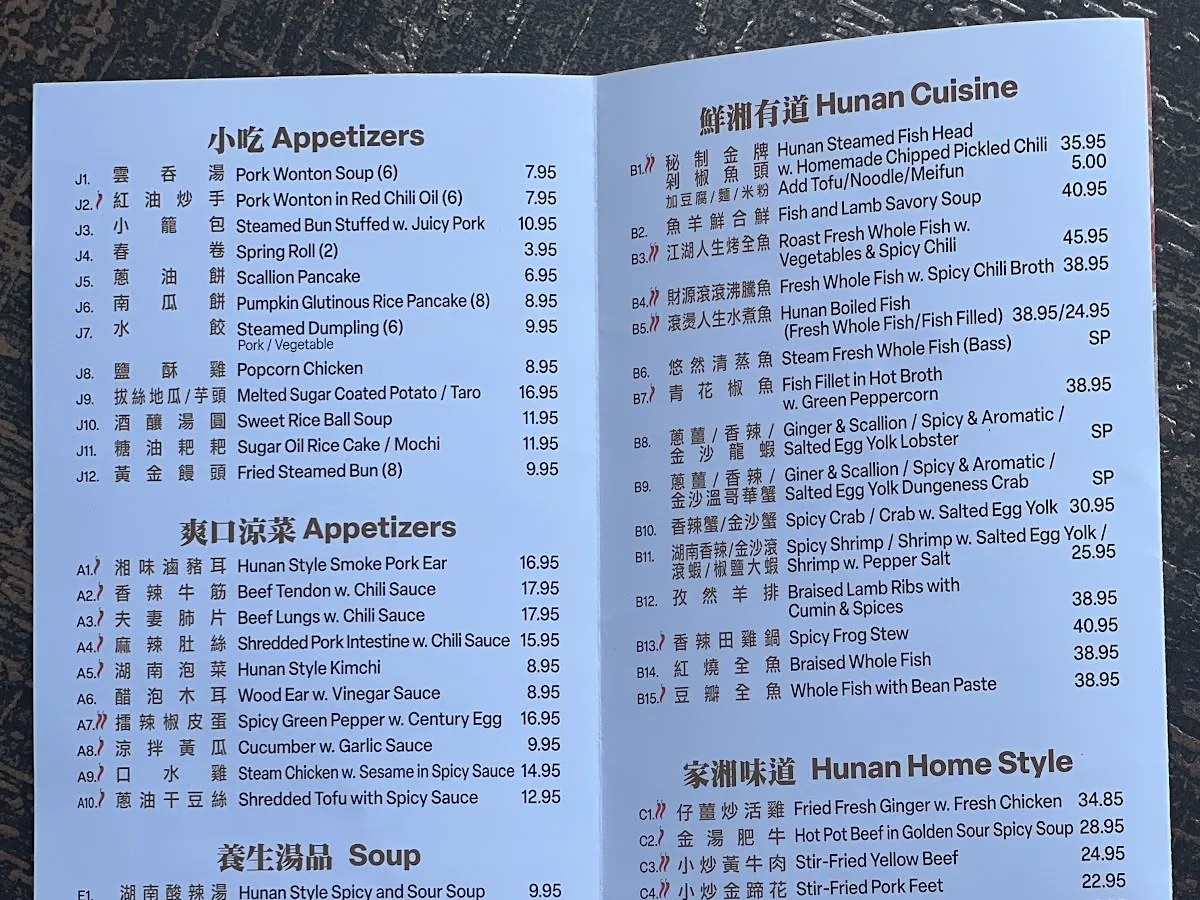 小吃 Appetizers
J1. 雲吞湯 Pork Wonton Soup (6) 7.95
J2. 紅油炒手 Pork Wonton in Red Chili Oil (6) 7.95
J3. 小籠包 Steamed Bun Stuffed w. Juicy Pork 10.95
J4. 春卷 Spring Roll (2) 3.95
J5. 蔥油餅 Scallion Pancake 6.95
J6. 南瓜餅 Pumpkin Glutinous Rice Pancake (8) 8.95
J7. 水餃 Steamed Dumpling (6) 9.95
Pork / Vegetable
J8. 鹽酥雞 Popcorn Chicken 8.95
J9. 拔絲地瓜/芋頭 Melted Sugar Coated Potato / Taro 16.95
J10. 酒釀湯圓 Sweet Rice Ball Soup 11.95
J11. 糖油粑粑 Sugar Oil Rice Cake / Mochi 11.95
J12. 黃金饅頭 Fried Steamed Bun (8) 9.95
爽口涼菜 Appetizers
A1. 湘味滷豬耳 Hunan Style Smoke Pork Ear 16.95
A2. 香辣牛筋 Beef Tendon w. Chili Sauce 17.95
A3. 夫妻肺片 Beef Lungs w. Chili Sauce 17.95
A4. 麻辣肚絲 Shredded Pork Intestine w. Chili Sauce 15.95
A5. 湖南泡菜 Hunan Style Kimchi 8.95
A6. 醋泡木耳 Wood Ear w. Vinegar Sauce 8.95
A7. 擂辣椒皮蛋 Spicy Green Pepper w. Century Egg 16.95
A8. 涼拌黃瓜 Cucumber w. Garlic Sauce 9.95
A9. 口水雞 Steam Chicken w. Sesame in Spicy Sauce 14.95
A10. 蔥油干豆絲 Shredded Tofu with Spicy Sauce 12.95
養生湯品 Soup
E1. 湖南酸辣湯 Hunan Style Spicy and Sour Soup 9.95
鮮湘有道 Hunan Cuisine
B1. 秘制金牌 Hunan Steamed Fish Head
剁椒魚頭 w. Homemade Chipped Pickled Chili 35.95
加豆腐/麵/米粉 Add Tofu/Noodle/Meifun 5.00
B2. 魚羊鮮合鮮 Fish and Lamb Savory Soup 40.95
B3. 江湖人生烤全魚 Roast Fresh Whole Fish w.
Vegetables & Spicy Chili 45.95
B4. 財源滾滾沸騰魚 Fresh Whole Fish w. Spicy Chili Broth 38.95
B5. 滾燙人生水煮魚 Hunan Boiled Fish
(Fresh Whole Fish/Fish Filled) 38.95/24.95
B6. 悠然清蒸魚 Steam Fresh Whole Fish (Bass) SP
B7. 青花椒魚 Fish Fillet in Hot Broth
w. Green Peppercorn 38.95
B8. 蔥薑/香辣/ Ginger & Scallion / Spicy & Aromatic /
金沙龍蝦 Salted Egg Yolk Lobster SP
B9. 蔥薑/香辣/ Giner & Scallion / Spicy & Aromatic /
金沙溫哥華蟹 Salted Egg Yolk Dungeness Crab SP
B10. 香辣蟹/金沙蟹 Spicy Crab / Crab w. Salted Egg Yolk 30.95
B11. 湖南香辣/金沙滾 Spicy Shrimp / Shrimp w. Salted Egg Yolk /
滾蝦/椒鹽大蝦 Shrimp w. Pepper Salt 25.95
B12. 孜然羊排 Braised Lamb Ribs with
Cumin & Spices 38.95
B13. 香辣田雞鍋 Spicy Frog Stew 40.95
B14. 紅燒全魚 Braised Whole Fish 38.95
B15. 豆瓣全魚 Whole Fish with Bean Paste 38.95
家湘味道 Hunan Home Style
C1. 仔薑炒活雞 Fried Fresh Ginger w. Fresh Chicken 34.85
C2. 金湯肥牛 Hot Pot Beef in Golden Sour Spicy Soup 28.95
C3. 小炒黃牛肉 Stir-Fried Yellow Beef 24.95
C4. 小炒金蹄花 Stir-Fried Pork Feet 22.95